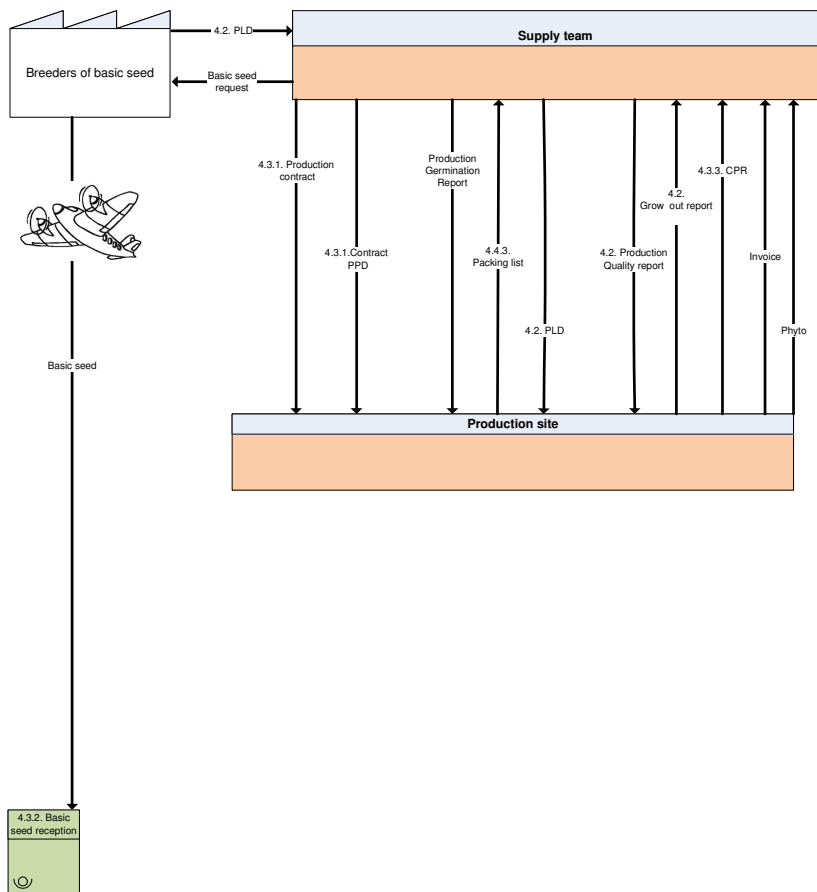 4.2. PLD
Supply team
Breeders of basic seed
Basic seed
request
4.3.1. Production
contract
Production
Germination
Report
4.3.3. CPR
4.2.
Grow out report
4.3.1.Contract
PPD
4.4.3.
Packing list
4.2. Production
Quality report
Invoice
4.2. PLD
Phyto
Basic seed
Production site
4.3.2. Basic
seed reception